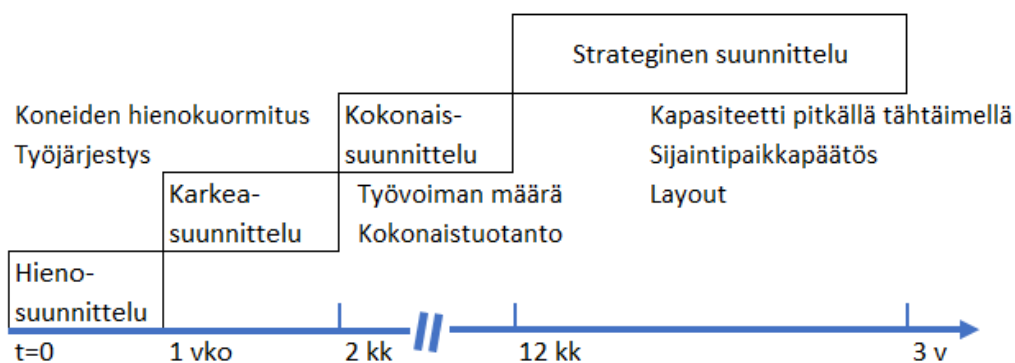 Strateginen suunnittelu
Koneiden hienokuormitus
Työjärjestys
Kokonais-
suunnittelu
Kapasiteetti pitkällä tähtäimellä
Sijaintipaikkapäätös
Layout
Karkea-
suunnittelu
Työvoiman määrä
Kokonaistuotanto
Hieno-
suunnittelu
t=0
1 vko
2 kk
12 kk
3 v